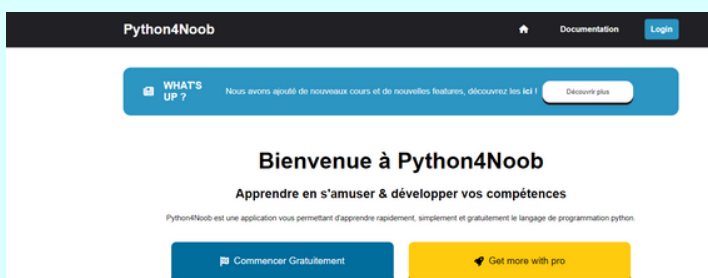 Python4Noob
Documentation
Login
WHAT'S
UP ?
Nous avons ajouté de nouveaux cours et de nouvelles features, découvrez les ici !
Découvrir plus
Bienvenue à Python4Noob
Apprendre en s'amuser & développer vos compétences
Python4Noob est une application vous permettant d'apprendre rapidement, simplement et gratuitement le langage de programmation python.
Commencer Gratuitement
Get more with pro